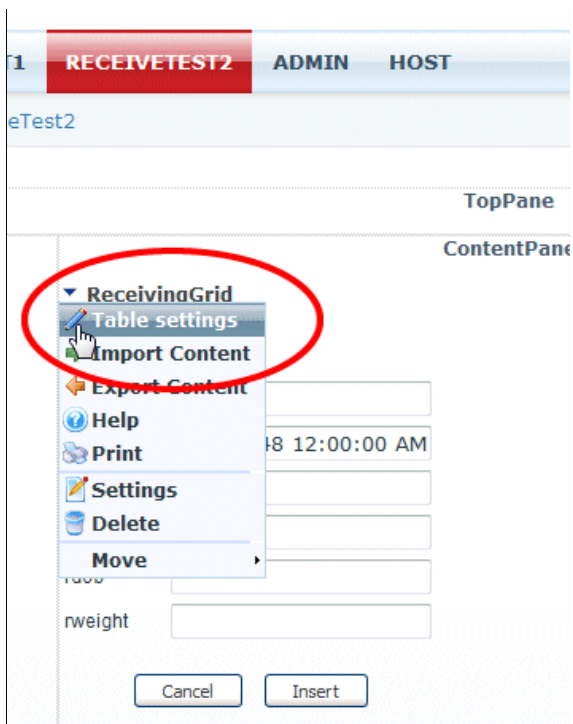 T1 RECEIVETEST2 ADMIN HOST
eTest2
TopPane
ContentPane
ReceivingGrid
Table settings
Import Content
Export Content
Help
48 12:00:00 AM
Print
Settings
Delete
Move
rdob
rweight
Cancel Insert